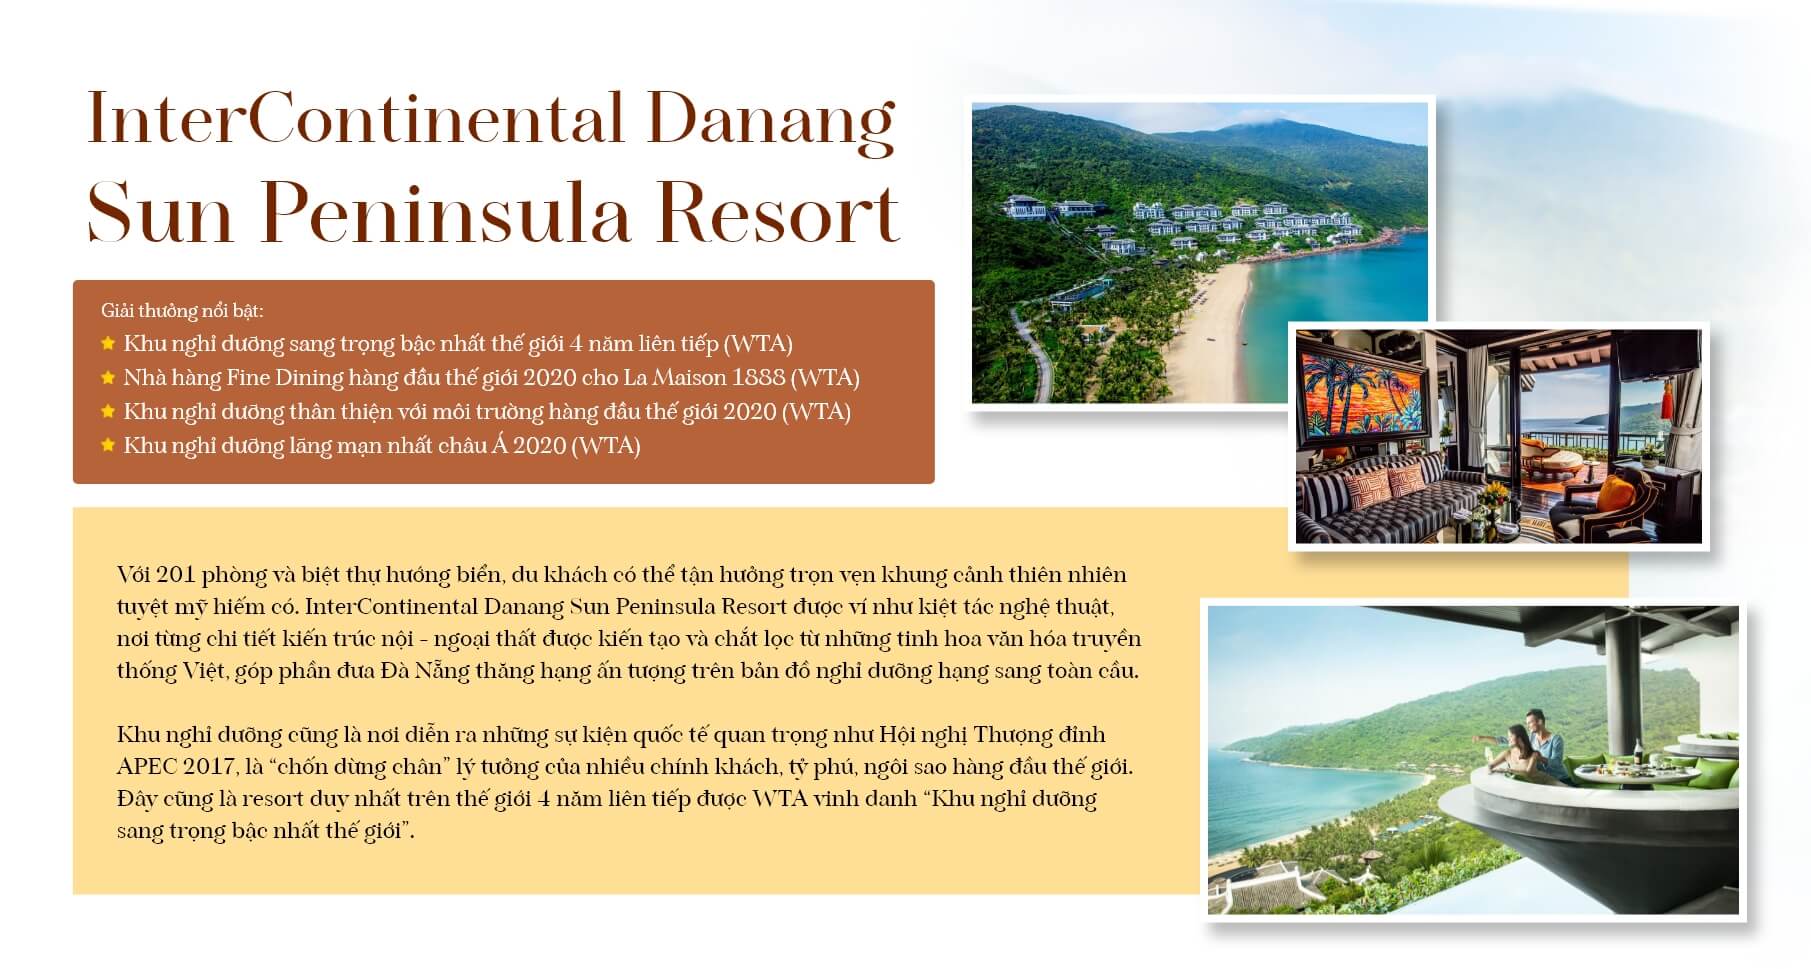 InterContinental Danang
Sun Peninsula Resort
Giải thưởng nổi bật:
Khu nghỉ dưỡng sang trọng bậc nhất thế giới 4 năm liên tiếp (WTA)
Nhà hàng Fine Dining hàng đầu thế giới 2020 cho La Maison 1888 (WTA)
Khu nghỉ dưỡng thân thiện với môi trường hàng đầu thế giới 2020 (WTA)
Khu nghỉ dưỡng lãng mạn nhất châu Á 2020 (WTA)
Với 201 phòng và biệt thự hướng biển, du khách có thể tận hưởng trọn vẹn khung cảnh thiên nhiên
tuyệt mỹ hiếm có. InterContinental Danang Sun Peninsula Resort được ví như kiệt tác nghệ thuật,
nơi từng chi tiết kiến trúc nội - ngoại thất được kiến tạo và chắt lọc từ những tinh hoa văn hóa truyền
thống Việt, góp phần đưa Đà Nẵng thăng hạng ấn tượng trên bản đồ nghỉ dưỡng hạng sang toàn cầu.
Khu nghỉ dưỡng cũng là nơi diễn ra những sự kiện quốc tế quan trọng như Hội nghị Thượng đỉnh
APEC 2017, là “chốn dừng chân” lý tưởng của nhiều chính khách, tỷ phú, ngôi sao hàng đầu thế giới.
Đây cũng là resort duy nhất trên thế giới 4 năm liên tiếp được WTA vinh danh “Khu nghỉ dưỡng
sang trọng bậc nhất thế giới”.